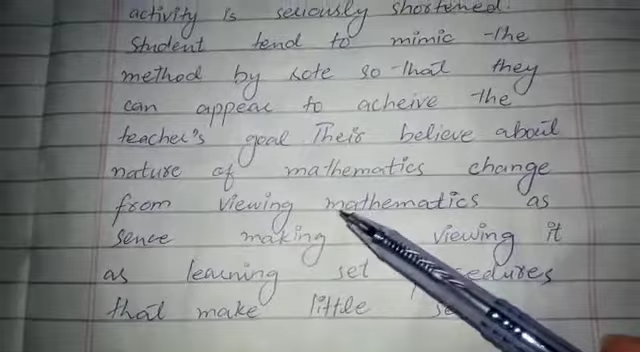 activity is seriously shortened.
Student tend to mimic the
method by rote so that they
can appear to acheive the
teacher's goal Their believe about
nature of mathematics change
from viewing mathematics as
sence making viewing it
as learning set
that make little